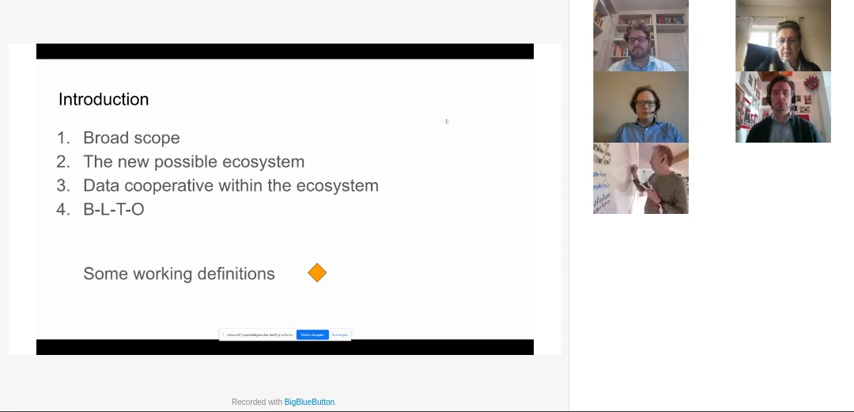 Introduction
1. Broad scope
2. The new possible ecosystem
3. Data cooperative within the ecosystem
4. B-L-T-O
Some working definitions
Recorded with BigBlueButton.